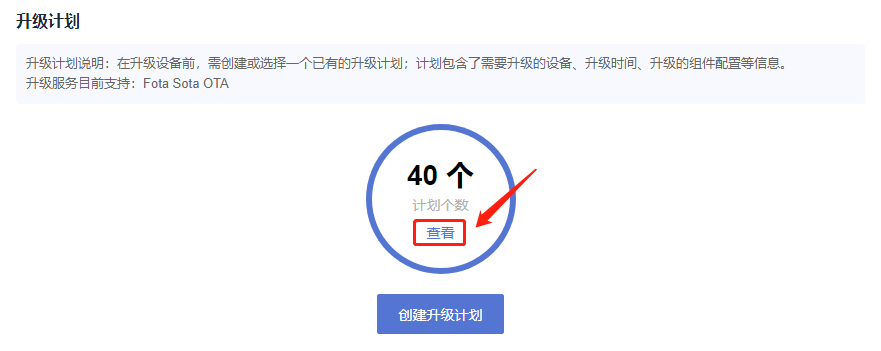 升级计划
升级计划说明：在升级设备前，需创建或选择一个已有的升级计划；计划包含了需要升级的设备、升级时间、升级的组件配置等信息。
升级服务目前支持：Fota Sota OTA
40 个
计划个数
查看
创建升级计划